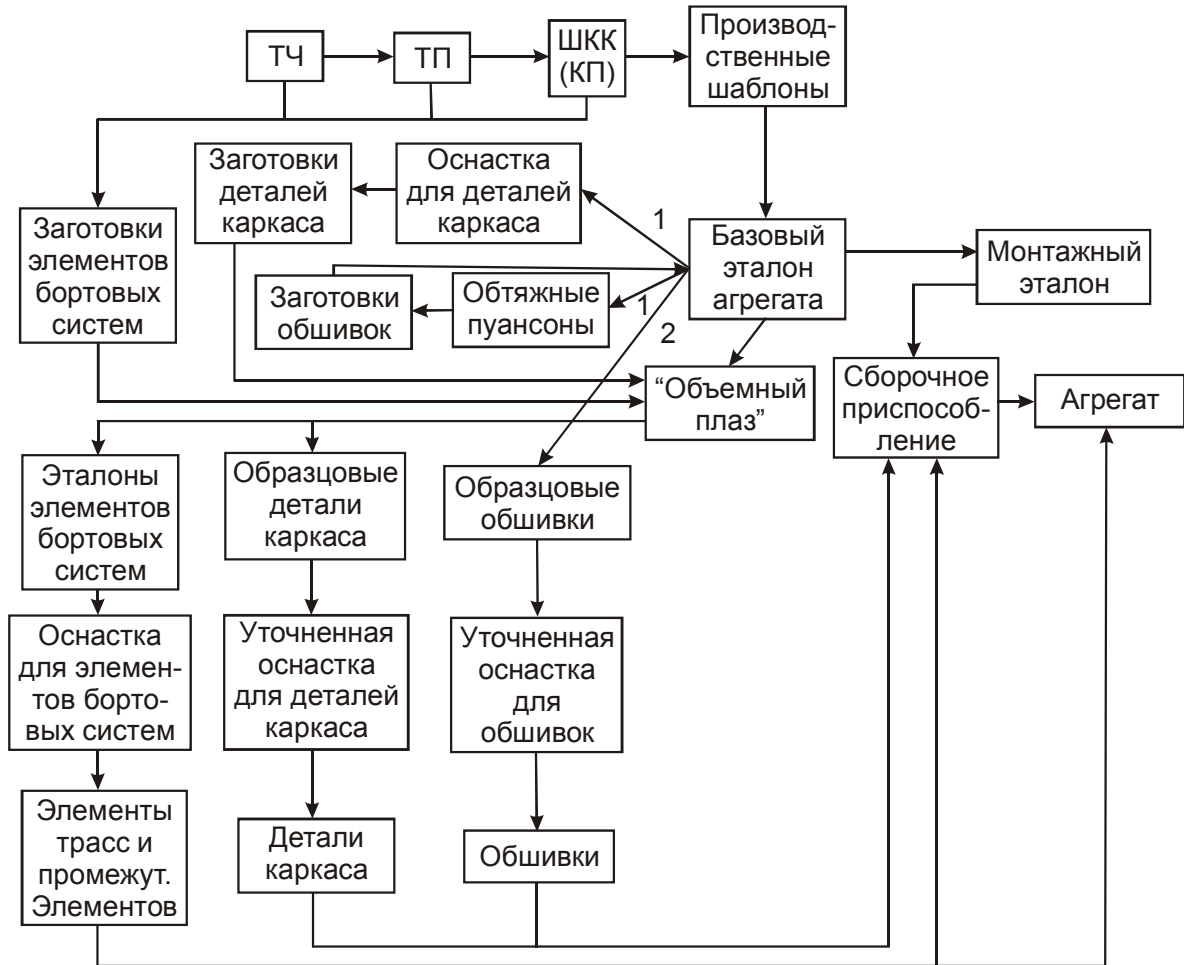 ТЧ
ТП
ШКК
(КП)
Производ-
ственные
шаблоны
Заготовки
деталей
каркаса
Оснастка
для деталей
каркаса
1
Заготовки
элементов
бортовых
систем
Базовый
эталон
агрегата
Монтажный
эталон
Заготовки
обшивок
Обтяжные
пуансоны
1
2
“Объемный
плаз”
Сборочное
приспособ-
ление
Агрегат
Эталоны
элементов
бортовых
систем
Образцовые
детали
каркаса
Образцовые
обшивки
Оснастка
для элемен-
тов борто-
вых систем
Уточненная
оснастка
для деталей
каркаса
Уточненная
оснастка
для
обшивок
Элементы
трасс и
промежут.
Элементов
Детали
каркаса
Обшивки